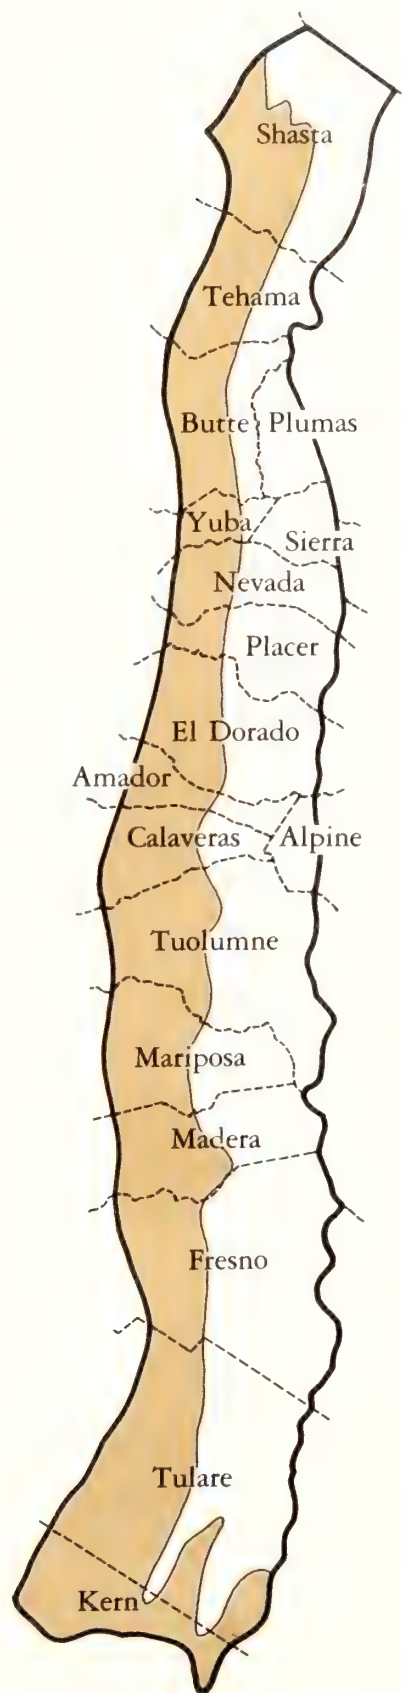 Shasta
Tehama
Butte Plumas
Yuba
Sierra
Nevada
Placer
El Dorado
Amador
Calaveras Alpine
Tuolumne
Mariposa
Madera
Fresno
Tulare
Kern